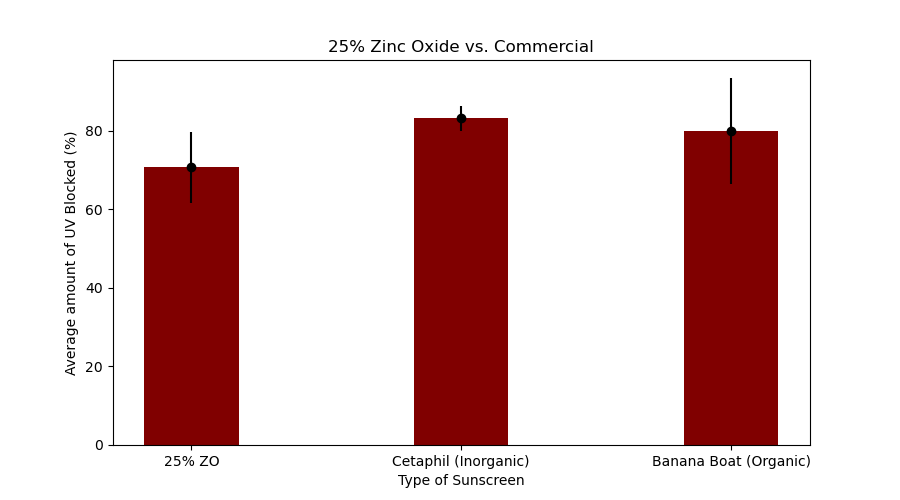 25% Zinc Oxide vs. Commercial
Average amount of UV Blocked (%)
80
60
40
20
0
25% ZO
Cetaphil (Inorganic)
Banana Boat (Organic)
Type of Sunscreen